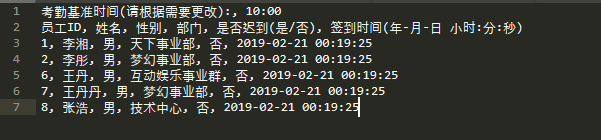 1 考勤基准时间(请根据需要更改):, 10:00
2 员工ID, 姓名, 性别, 部门, 是否迟到(是/否), 签到时间(年-月-日 小时:分:秒)
3 1, 李湘, 男, 天下事业部, 否, 2019-02-21 00:19:25
4 2, 李彤, 男, 梦幻事业部, 否, 2019-02-21 00:19:25
5 6, 王丹, 男, 互动娱乐事业群, 否, 2019-02-21 00:19:25
6 7, 王丹丹, 男, 梦幻事业部, 否, 2019-02-21 00:19:25
7 8, 张浩, 男, 技术中心, 否, 2019-02-21 00:19:25